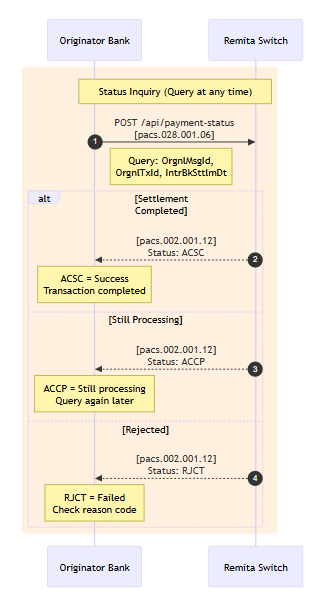 Originator Bank
Remita Switch
Status Inquiry (Query at any time)
POST /api/payment-status
[pacs.028.001.06]
1
Query: OrgnlMsgId,
OrgnlTxId, IntrBkSttlmDt
alt
[Settlement
Completed]
[pacs.002.001.12]
Status: ACSC
2
ACSC = Success
Transaction completed
[Still Processing]
[pacs.002.001.12]
Status: ACCP
3
ACCP = Still processing
Query again later
[Rejected]
[pacs.002.001.12]
Status: RJCT
4
RJCT = Failed
Check reason code
Originator Bank
Remita Switch